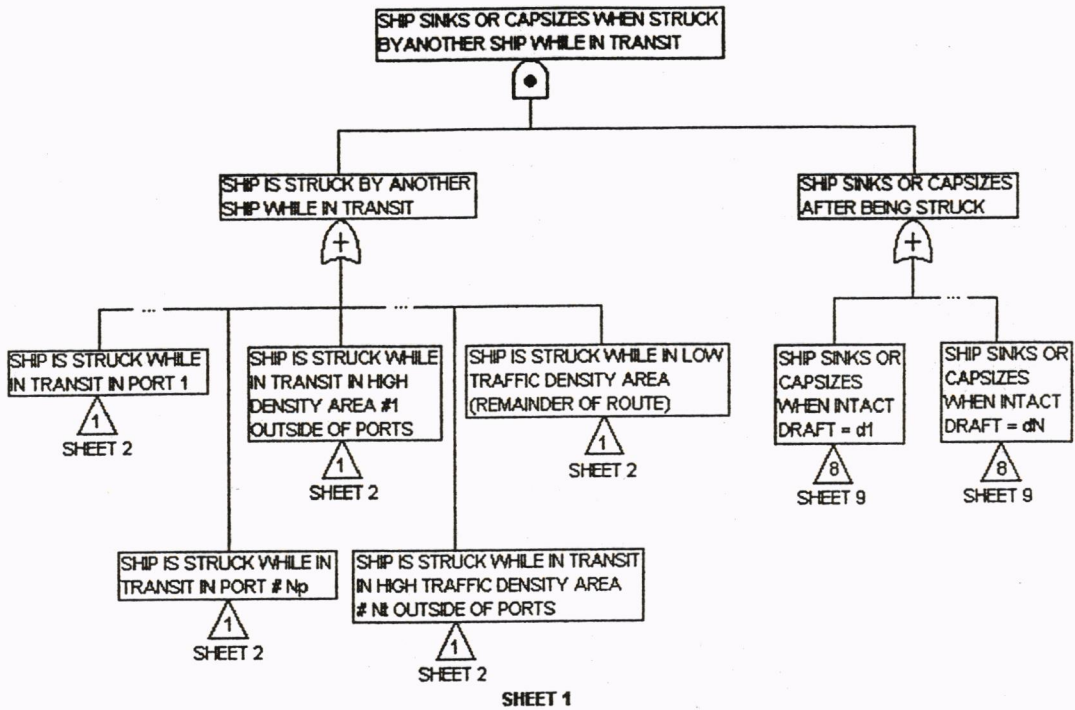 SHIP SINKS OR CAPSIZES WHEN STRUCK
BY ANOTHER SHIP WHILE IN TRANSIT
SHIP IS STRUCK BY ANOTHER
SHIP WHILE IN TRANSIT
+
SHIP SINKS OR CAPSIZES
AFTER BEING STRUCK
+
...
...
...
SHIP IS STRUCK WHILE
IN TRANSIT IN PORT 1
1
SHEET 2
SHIP IS STRUCK WHILE
IN TRANSIT IN HIGH
DENSITY AREA #1
OUTSIDE OF PORTS
1
SHEET 2
SHIP IS STRUCK WHILE IN LOW
TRAFFIC DENSITY AREA
(REMAINDER OF ROUTE)
1
SHEET 2
SHIP SINKS OR
CAPSIZES
WHEN INTACT
DRAFT = d1
8
SHEET 9
SHIP SINKS OR
CAPSIZES
WHEN INTACT
DRAFT = dN
8
SHEET 9
SHIP IS STRUCK WHILE IN
TRANSIT IN PORT # Np
1
SHEET 2
SHIP IS STRUCK WHILE IN TRANSIT
IN HIGH TRAFFIC DENSITY AREA
# Nt OUTSIDE OF PORTS
1
SHEET 2
SHEET 1